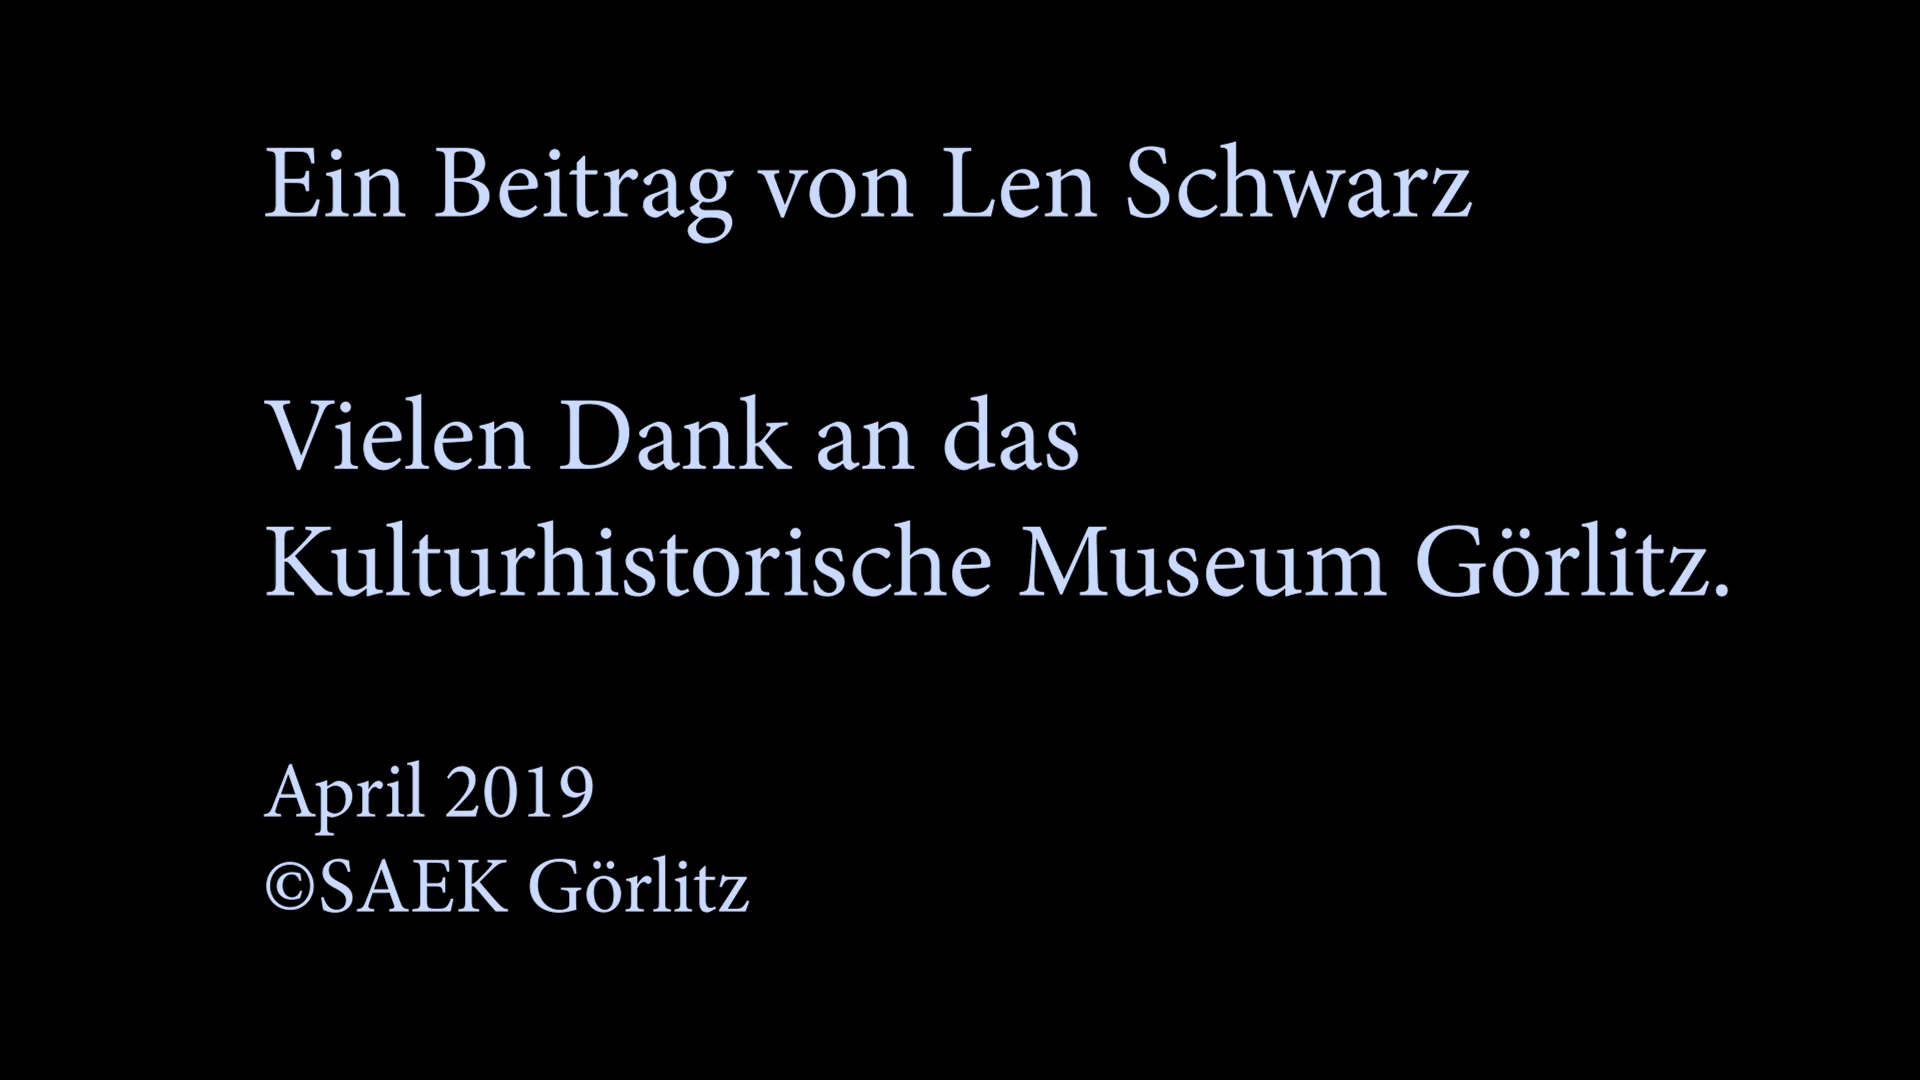 Ein Beitrag von Len Schwarz
Vielen Dank an das
Kulturhistorische Museum Görlitz.
April 2019
©SAEK Görlitz